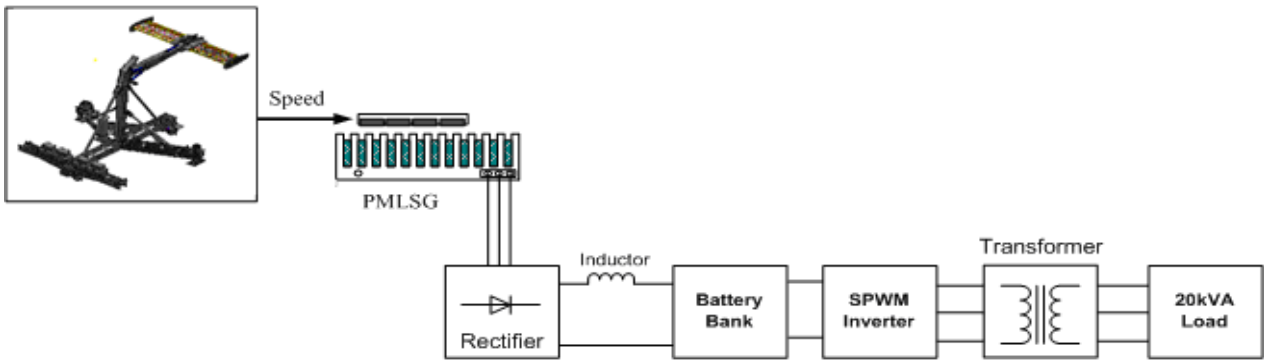 Speed
PMLSG
Rectifier
Inductor
Battery
Bank
SPWM
Inverter
Transformer
20kVA
Load